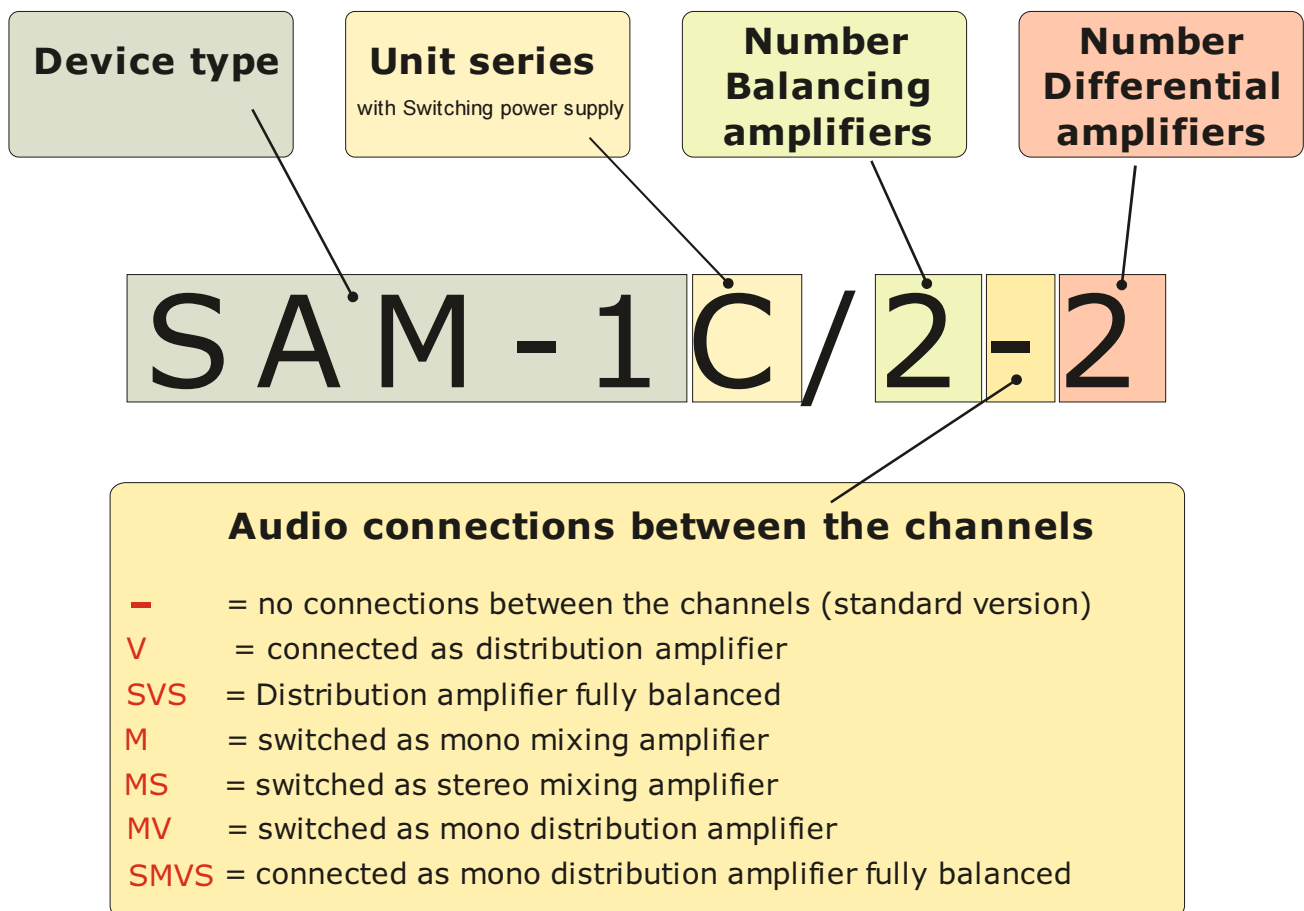 Device type
Unit series
with Switching power supply
Number
Balancing
amplifiers
Number
Differential
amplifiers
SAM-1C/2-2
Audio connections between the channels
- = no connections between the channels (standard version)
V = connected as distribution amplifier
SVS = Distribution amplifier fully balanced
M = switched as mono mixing amplifier
MS = switched as stereo mixing amplifier
MV = switched as mono distribution amplifier
SMVS = connected as mono distribution amplifier fully balanced